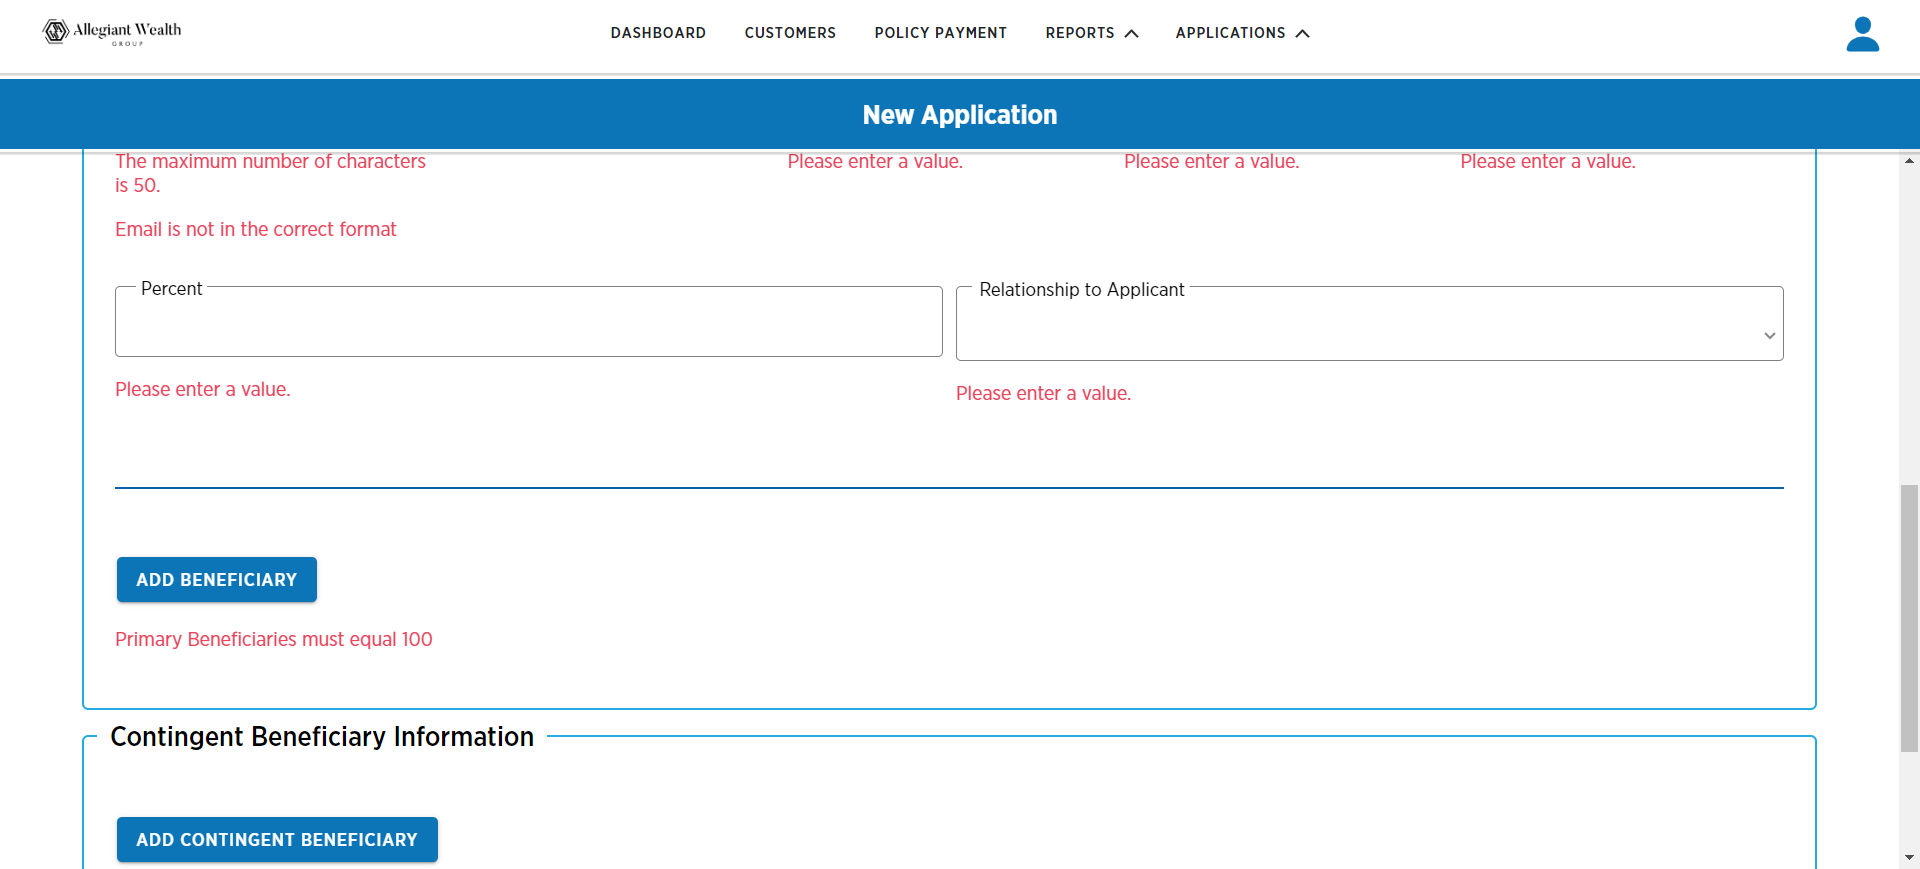 Allegiant Wealth
GROUP
DASHBOARD CUSTOMERS POLICY PAYMENT REPORTS APPLICATIONS
New Application
The maximum number of characters is 50.
Please enter a value. Please enter a value. Please enter a value.
Email is not in the correct format
Percent
Relationship to Applicant
Please enter a value.
Please enter a value.
ADD BENEFICIARY
Primary Beneficiaries must equal 100
Contingent Beneficiary Information
ADD CONTINGENT BENEFICIARY